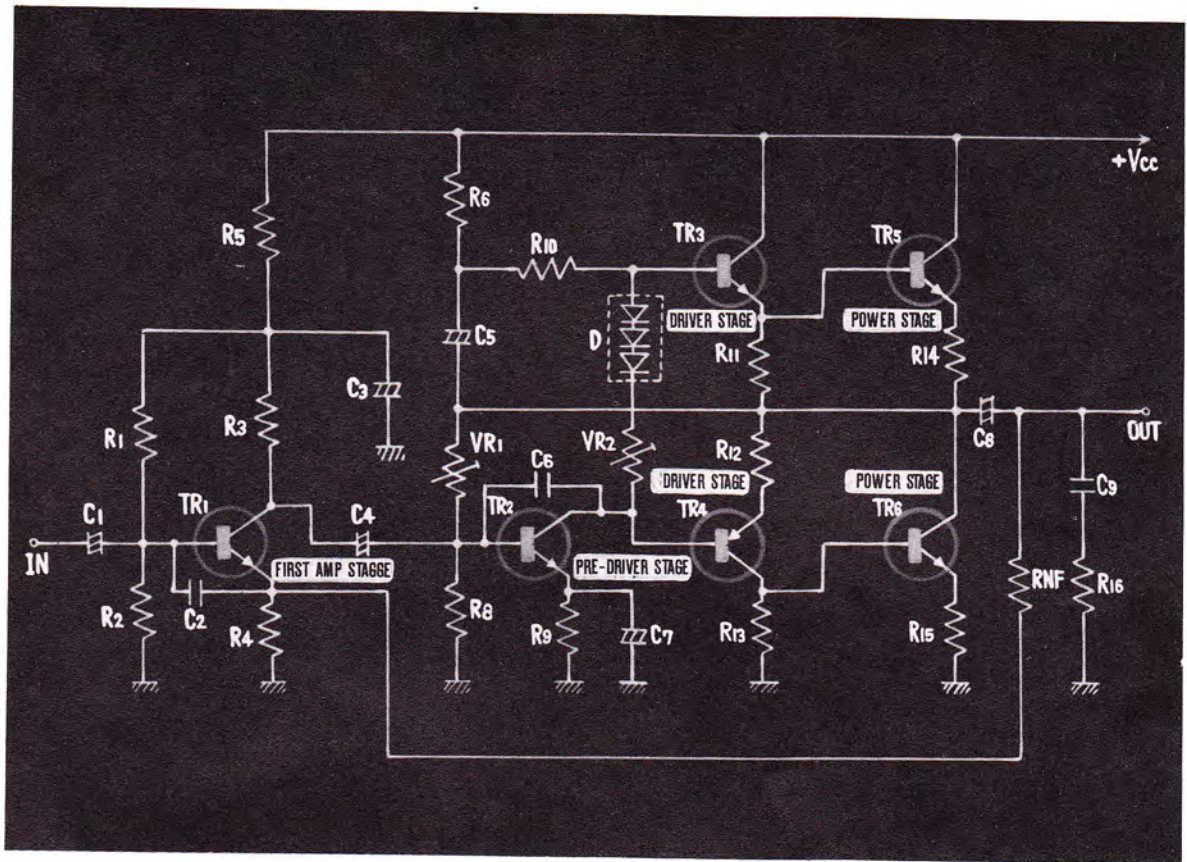 +Vcc
R6
R5
R10
TR3
TR5
DRIVER STAGE
POWER STAGE
C5
D
R11
R14
C3
R1
R3
VR1
VR2
R12
C8
OUT
C6
DRIVER STAGE
POWER STAGE
C9
TR1
TR2
TR4
TR6
C1
C4
IN
FIRST AMP STAGGE
PRE-DRIVER STAGE
RNF
R16
R2
C2
R4
R8
R9
C7
R13
R15